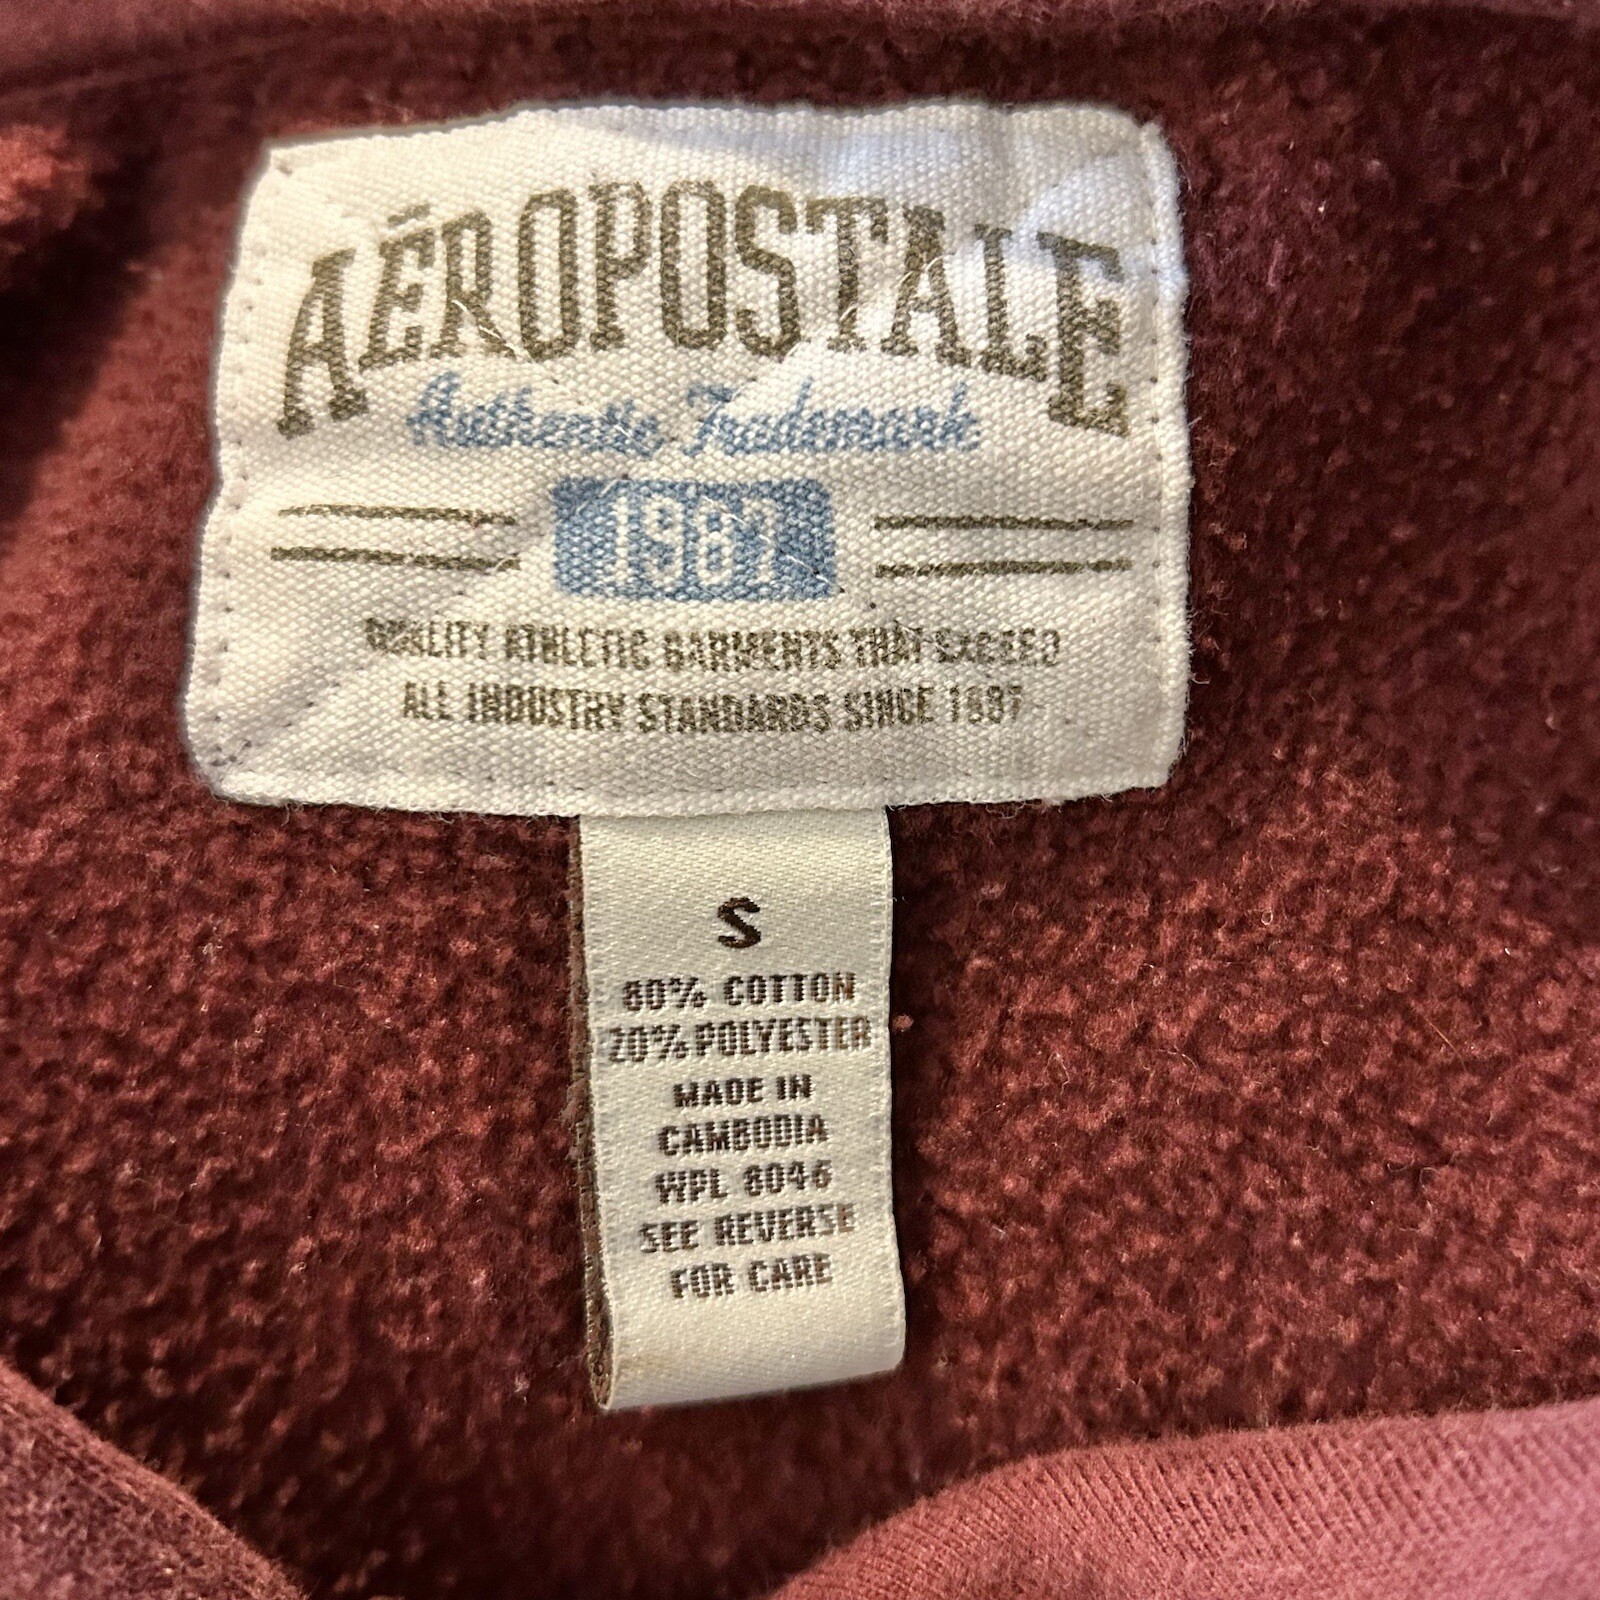 AÉROPOSTALE
Authentic Trademark
1987
QUALITY ATHLETIC GARMENTS THAT EXCEED
ALL INDUSTRY STANDARDS SINCE 1987
S
80% COTTON
20% POLYESTER
MADE IN
CAMBODIA
WPL 8046
SEE REVERSE
FOR CARE